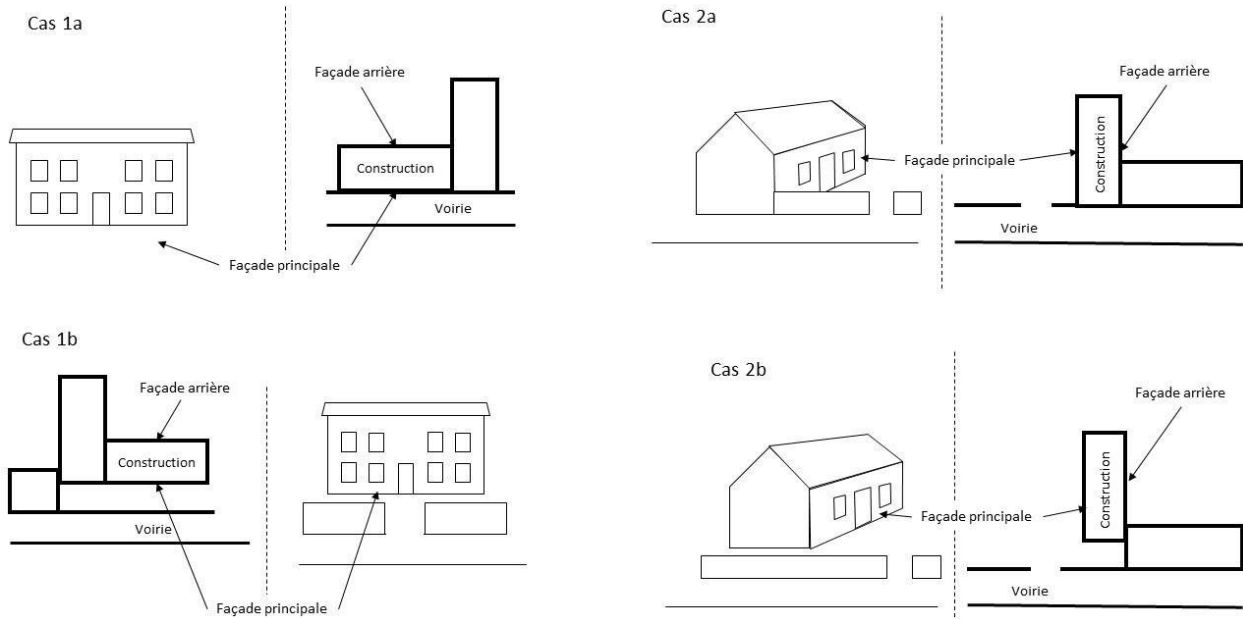 Cas 1a
Façade arrière
Construction
Voirie
Façade principale
Cas 2a
Façade arrière
Façade principale
Construction
Voirie
Cas 1b
Façade arrière
Construction
Voirie
Façade principale
Cas 2b
Façade arrière
Construction
Façade principale
Voirie